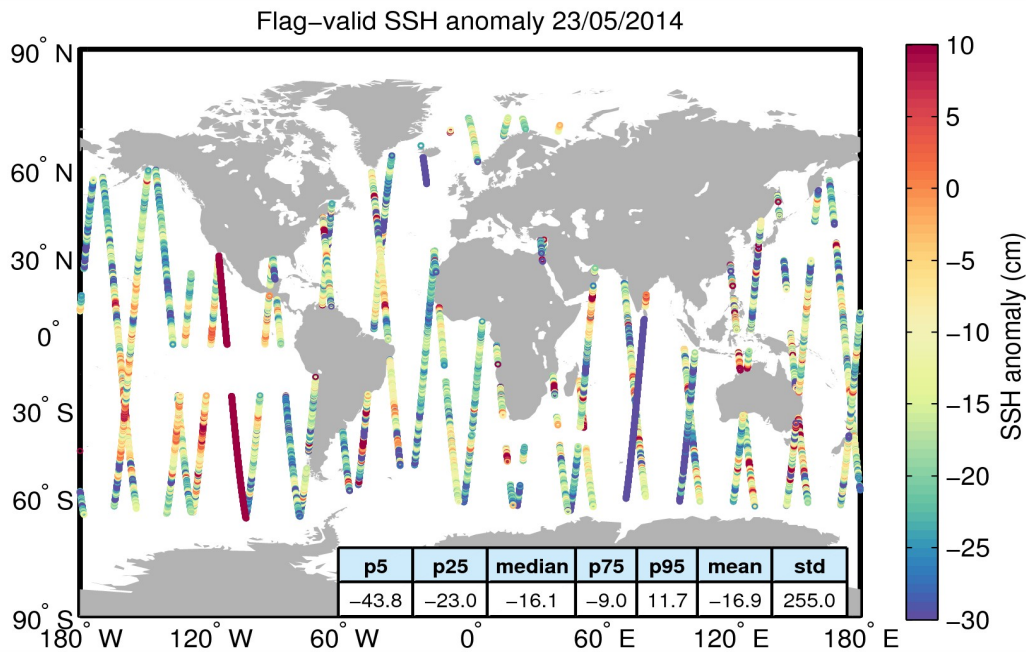 Flag−valid SSH anomaly 23/05/2014
90° N
60° N
30° N
0°
30° S
60° S
90° S
180° W
120° W
60° W
0°
60° E
120° E
180° E
p5 p25 median p75 p95 mean std
−43.8 −23.0 −16.1 −9.0 11.7 −16.9 255.0
10
5
0
−5
−10
−15
−20
−25
−30
SSH anomaly (cm)